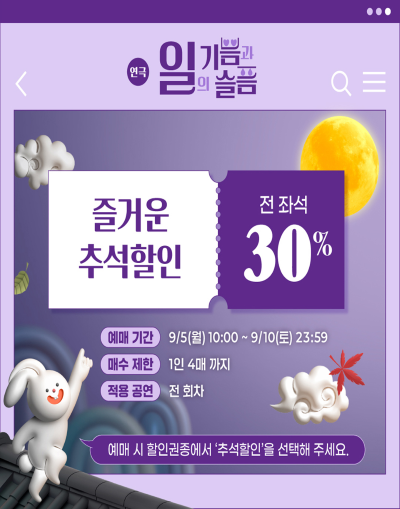 연극
일의 기쁨과 슬픔
즐거운
추석할인
전 좌석
30%
예매 기간 9/5(월) 10:00 ~ 9/10(토) 23:59
매수 제한 1인 4매 까지
적용 공연 전 회차
예매 시 할인권종에서 '추석할인'을 선택해 주세요.